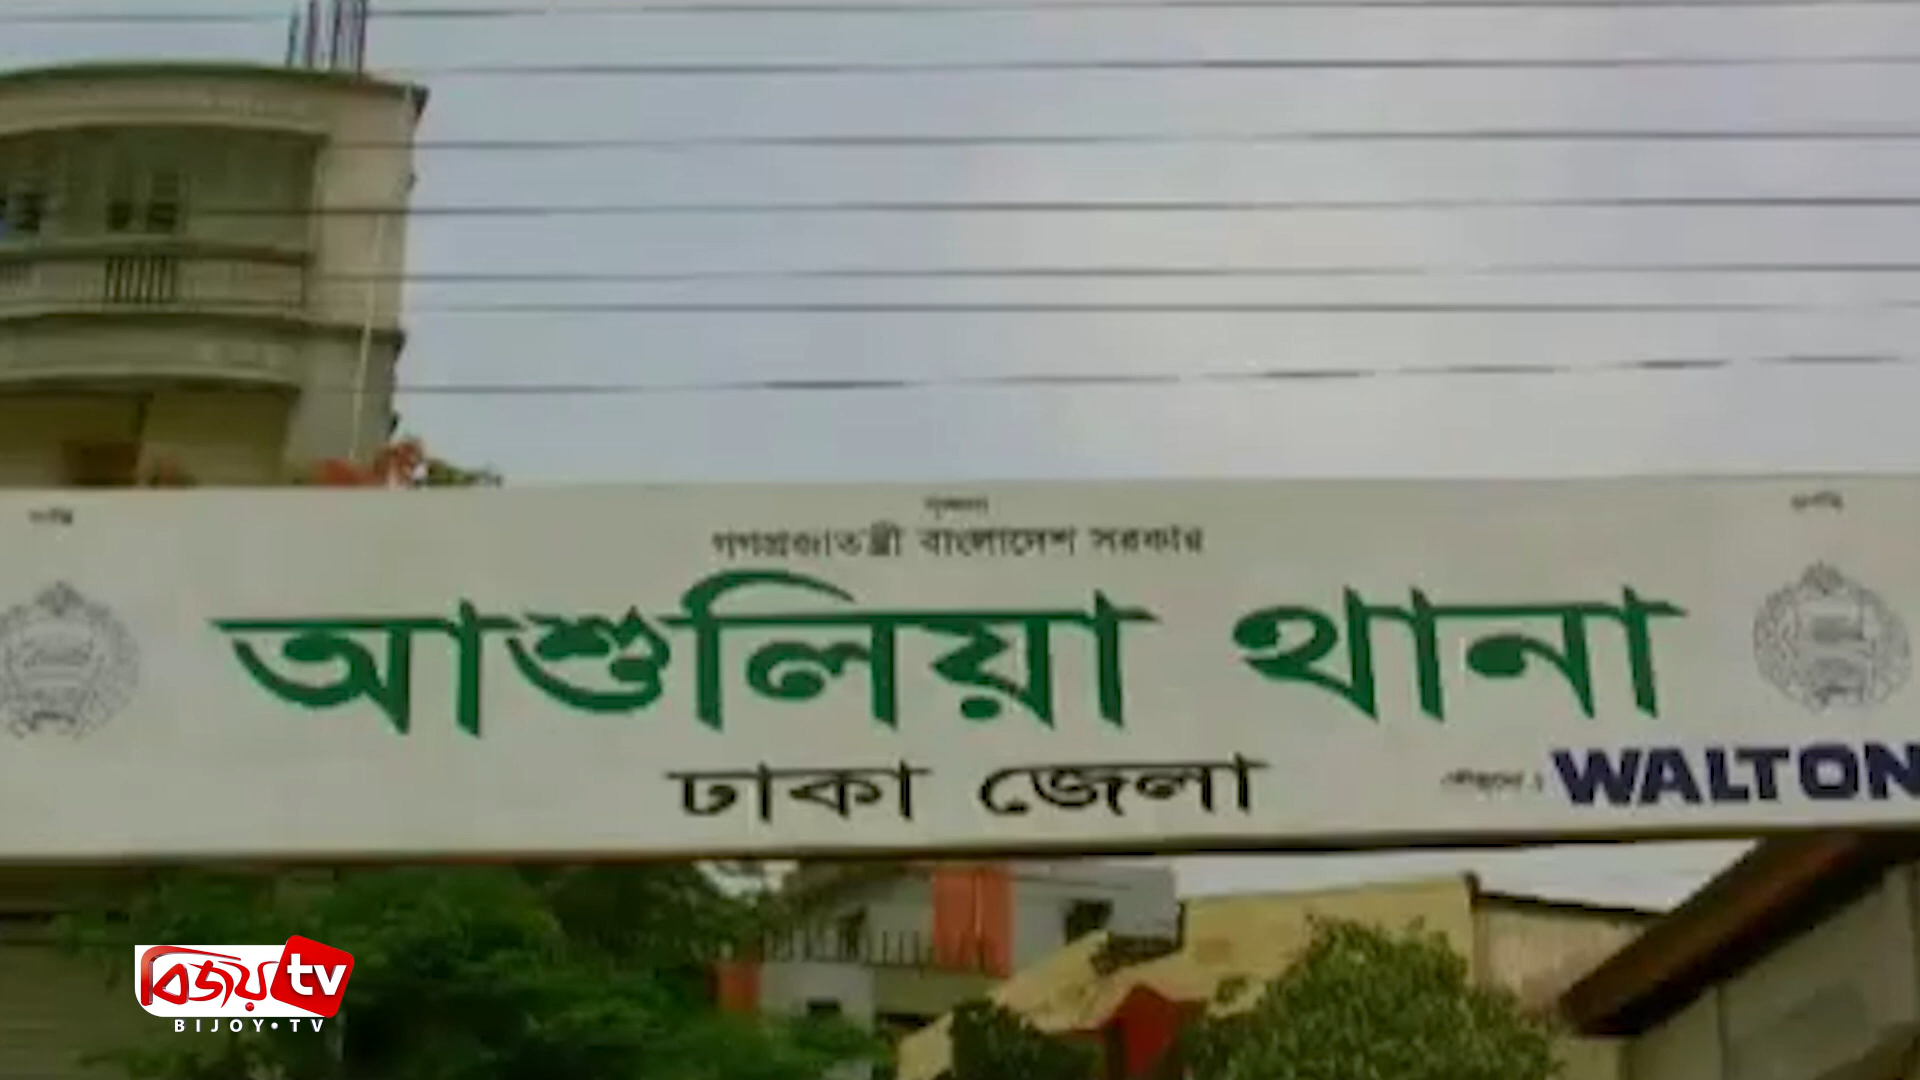 গণপ্রজাতন্ত্রী বাংলাদেশ সরকার
আশুলিয়া থানা
ঢাকা জেলা
WALTON
বিজয় tv
BIJOY•TV